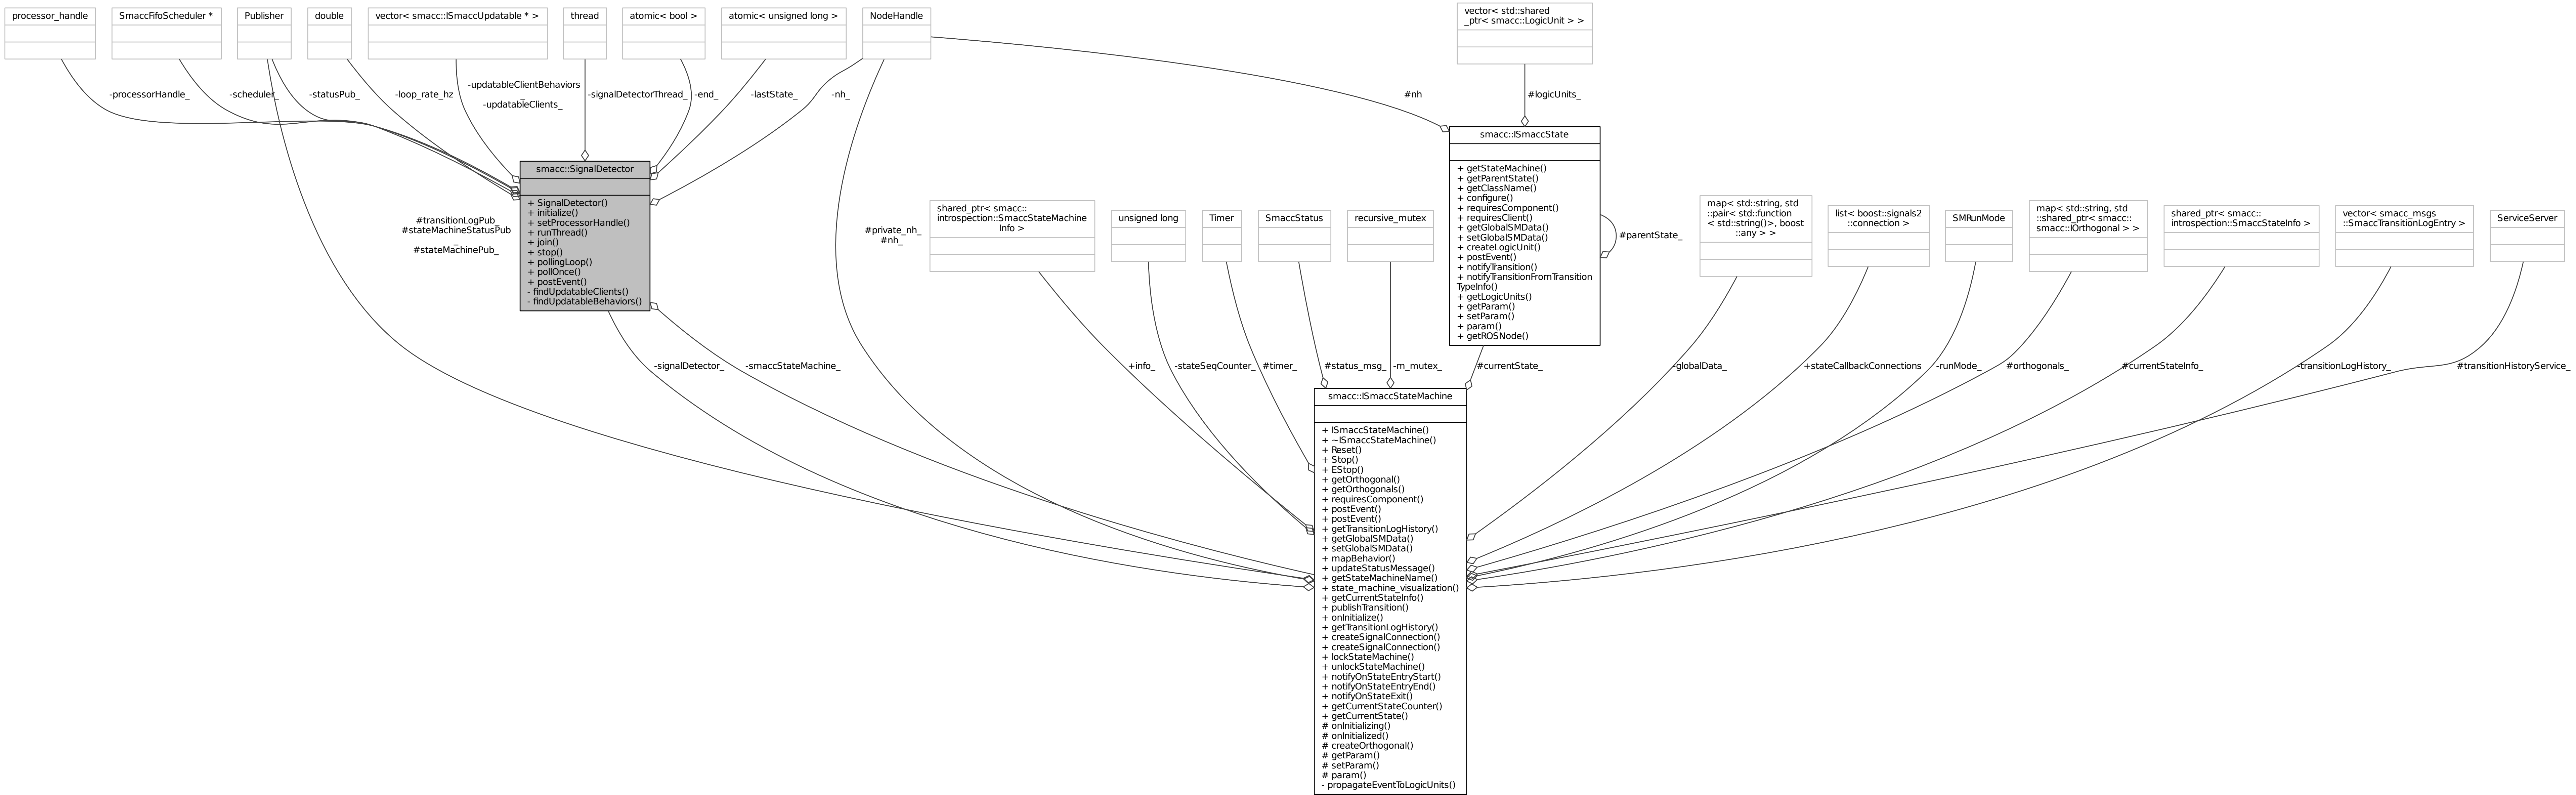 processor_handle
SmaccFifoScheduler *
Publisher
double
vector< smacc::ISmaccUpdatable * >
thread
atomic< bool >
atomic< unsigned long >
NodeHandle
vector< std::shared
_ptr< smacc::LogicUnit > >
-processorHandle_
-scheduler_
-statusPub_
-loop_rate_hz
-updatableClientBehaviors
_
-updatableClients_
-signalDetectorThread_
-end_
-lastState_
-nh_
#nh
#logicUnits_
smacc::SignalDetector
+ SignalDetector()
+ initialize()
+ setProcessorHandle()
+ runThread()
+ join()
+ stop()
+ pollingLoop()
+ pollOnce()
+ postEvent()
- findUpdatableClients()
- findUpdatableBehaviors()
smacc::ISmaccState
+ getStateMachine()
+ getParentState()
+ getClassName()
+ configure()
+ requiresComponent()
+ requiresClient()
+ getGlobalSMData()
+ setGlobalSMData()
+ createLogicUnit()
+ postEvent()
+ notifyTransition()
+ notifyTransitionFromTransition
TypeInfo()
+ getLogicUnits()
+ getParam()
+ setParam()
+ param()
+ getROSNode()
#parentState_
#transitionLogPub_
#stateMachineStatusPub
_
#stateMachinePub_
#private_nh_
#nh_
shared_ptr< smacc::
introspection::SmaccStateMachine
Info >
unsigned long
Timer
SmaccStatus
recursive_mutex
map< std::string, std
::pair< std::function
< std::string()>, boost
::any > >
list< boost::signals2
::connection >
SMRunMode
map< std::string, std
::shared_ptr< smacc::
smacc::IOrthogonal > >
shared_ptr< smacc::
introspection::SmaccStateInfo >
vector< smacc_msgs
::SmaccTransitionLogEntry >
ServiceServer
-signalDetector_
-smaccStateMachine_
+info_
-stateSeqCounter_
#timer_
#status_msg_
-m_mutex_
#currentState_
-globalData_
+stateCallbackConnections
-runMode_
#orthogonals_
#currentStateInfo_
-transitionLogHistory_
#transitionHistoryService_
smacc::ISmaccStateMachine
+ ISmaccStateMachine()
+ ~ISmaccStateMachine()
+ Reset()
+ Stop()
+ EStop()
+ getOrthogonal()
+ getOrthogonals()
+ requiresComponent()
+ postEvent()
+ postEvent()
+ getTransitionLogHistory()
+ getGlobalSMData()
+ setGlobalSMData()
+ mapBehavior()
+ updateStatusMessage()
+ getStateMachineName()
+ state_machine_visualization()
+ getCurrentStateInfo()
+ publishTransition()
+ onInitialize()
+ getTransitionLogHistory()
+ createSignalConnection()
+ createSignalConnection()
+ lockStateMachine()
+ unlockStateMachine()
+ notifyOnStateEntryStart()
+ notifyOnStateEntryEnd()
+ notifyOnStateExit()
+ getCurrentStateCounter()
+ getCurrentState()
# onInitializing()
# onInitialized()
# createOrthogonal()
# getParam()
# setParam()
# param()
- propagateEventToLogicUnits()